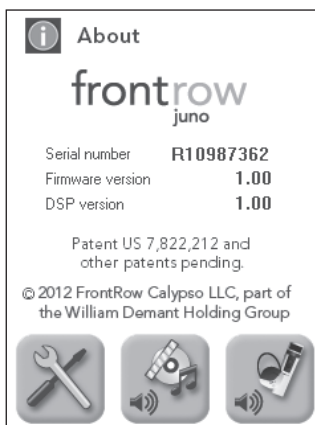 About
frontrow
juno
Serial number R10987362
Firmware version 1.00
DSP version 1.00
Patent US 7,822,212 and
other patents pending.
© 2012 FrontRow Calypso LLC, part of
the William Demant Holding Group